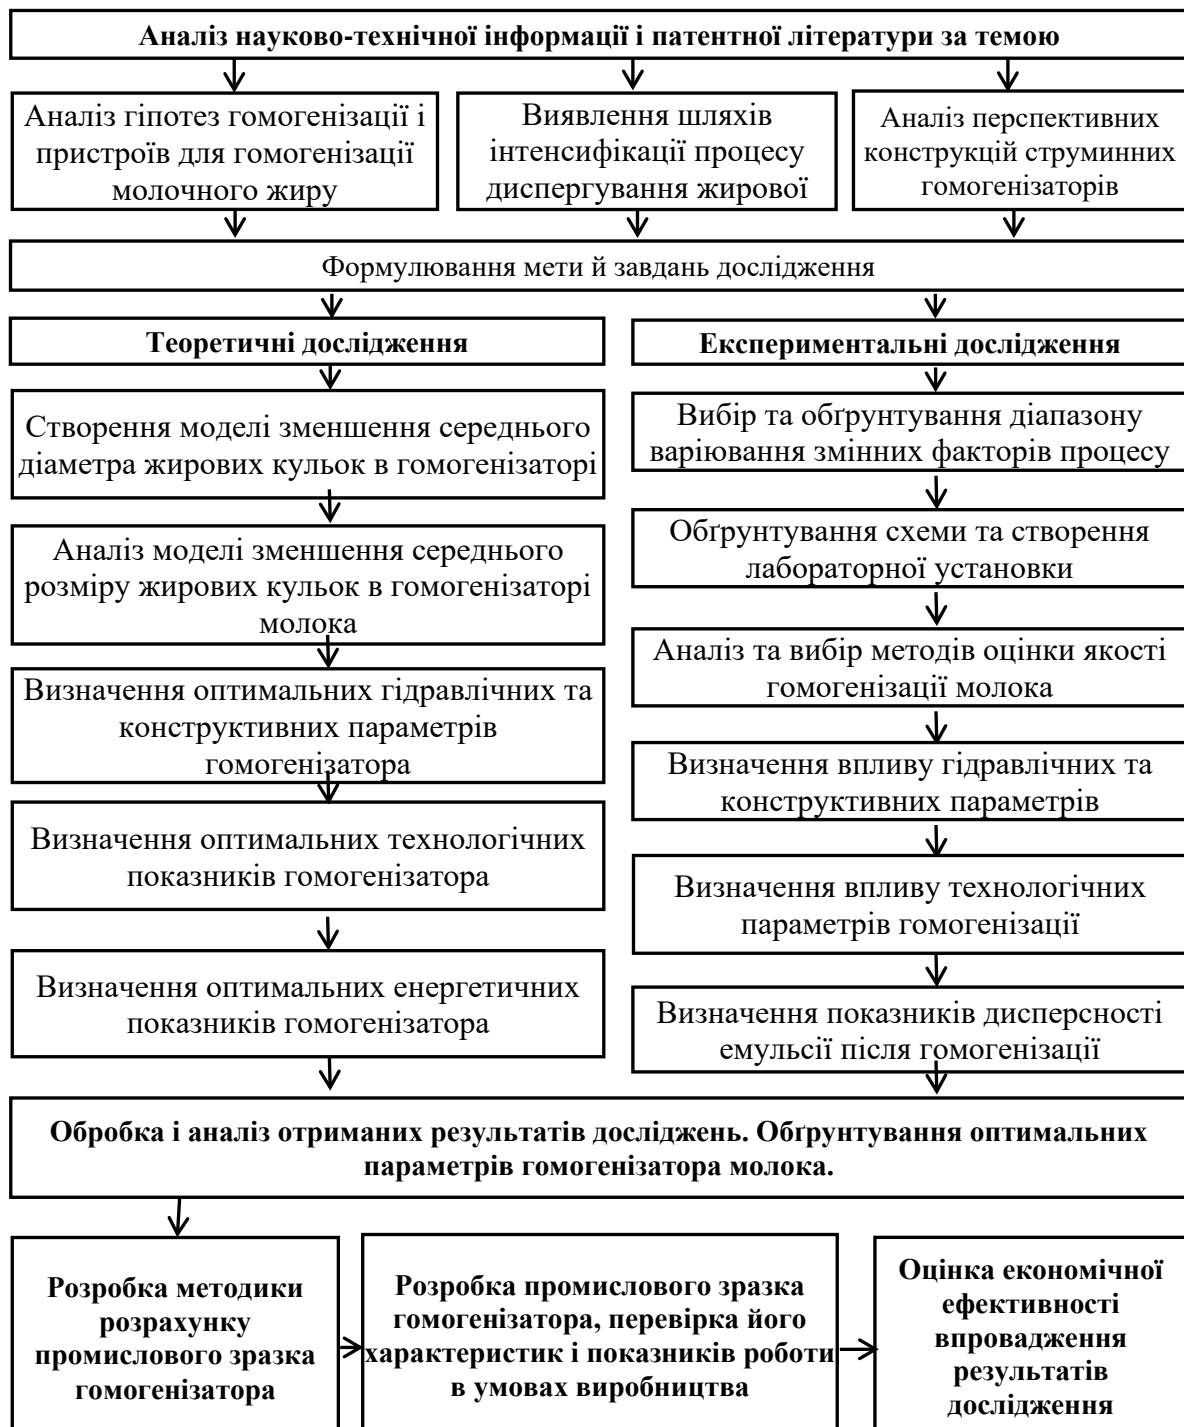 Аналіз науково-технічної інформації і патентної літератури за темою
Аналіз гіпотез гомогенізації і
пристроїв для гомогенізації
молочного жиру
Виявлення шляхів
інтенсифікації процесу
диспергування жирової
Аналіз перспективних
конструкцій струминних
гомогенізаторів
Формулювання мети й завдань дослідження
Теоретичні дослідження
Створення моделі зменшення середнього
діаметра жирових кульок в гомогенізаторі
Аналіз моделі зменшення середнього
розміру жирових кульок в гомогенізаторі
молока
Визначення оптимальних гідравлічних та
конструктивних параметрів
гомогенізатора
Визначення оптимальних технологічних
показників гомогенізатора
Визначення оптимальних енергетичних
показників гомогенізатора
Експериментальні дослідження
Вибір та обґрунтування діапазону
варіювання змінних факторів процесу
Обґрунтування схеми та створення
лабораторної установки
Аналіз та вибір методів оцінки якості
гомогенізації молока
Визначення впливу гідравлічних та
конструктивних параметрів
Визначення впливу технологічних
параметрів гомогенізації
Визначення показників дисперсності
емульсії після гомогенізації
Обробка і аналіз отриманих результатів досліджень. Обґрунтування оптимальних
параметрів гомогенізатора молока.
Розробка методики
розрахунку
промислового зразка
гомогенізатора
Розробка промислового зразка
гомогенізатора, перевірка його
характеристик і показників роботи
в умовах виробництва
Оцінка економічної
ефективності
впровадження
результатів
дослідження